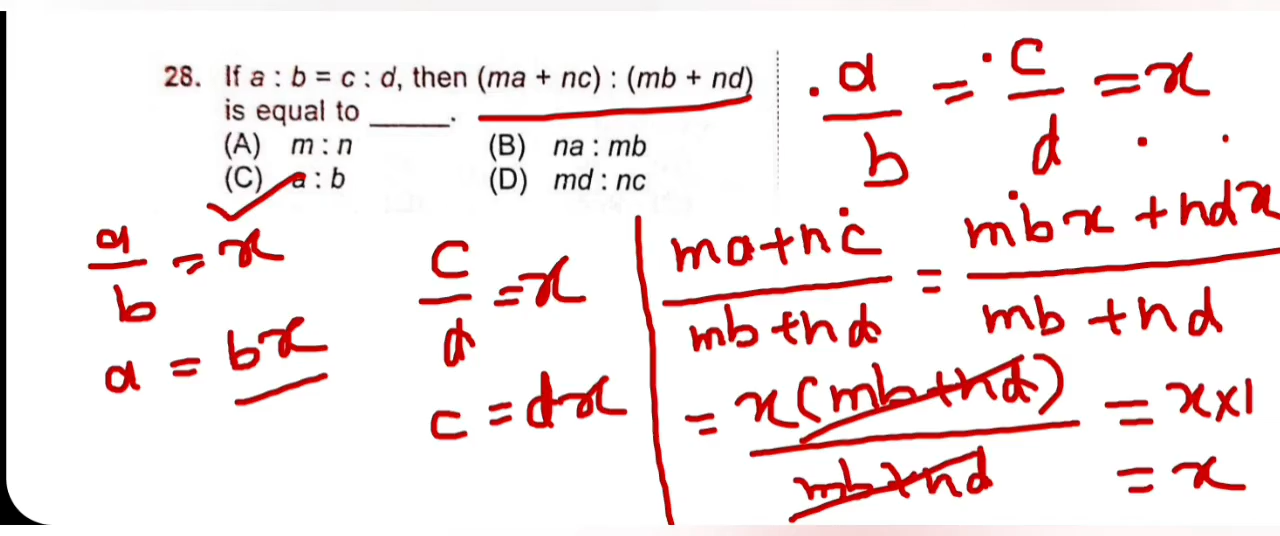 28. If a : b = c : d, then (ma + nc) : (mb + nd)
is equal to ______.
(A) m : n (B) na : mb
(C) a : b (D) md : nc
a/b = c/d = x
a/b = x
a = bx
c/d = x
c = dx
ma+nc/mb+nd = mbx+ndx/mb+nd
= x(mb+nd)/mb+nd = x×1
= x